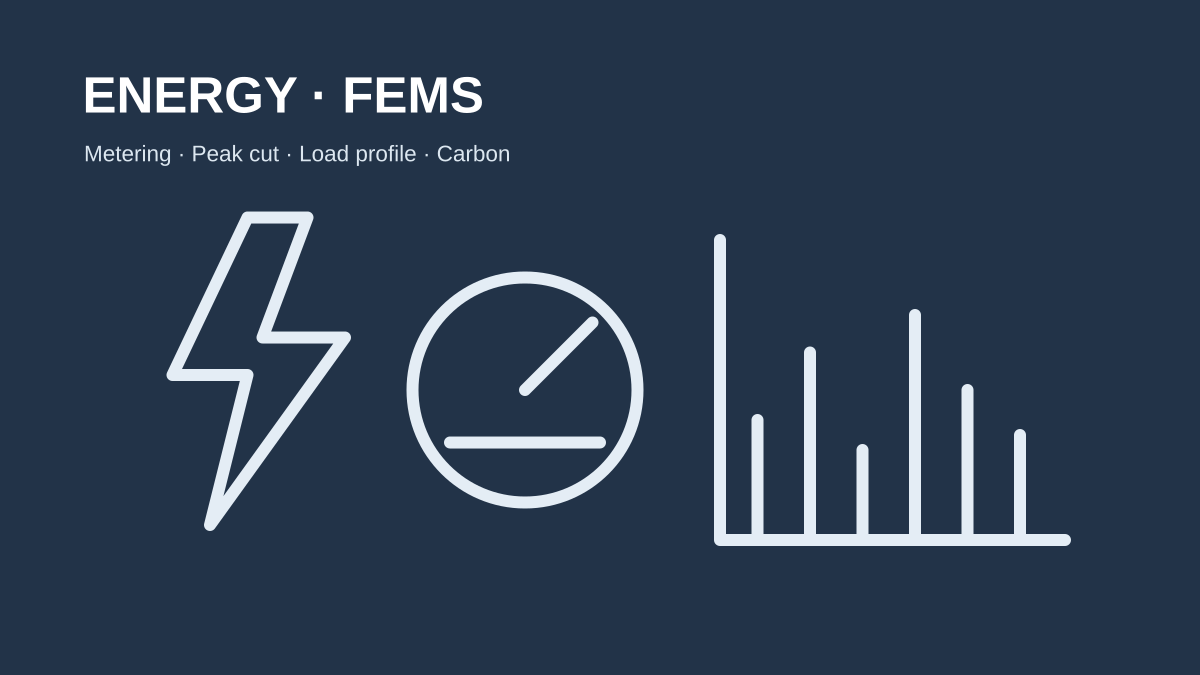 ENERGY · FEMS
Metering · Peak cut · Load profile · Carbon